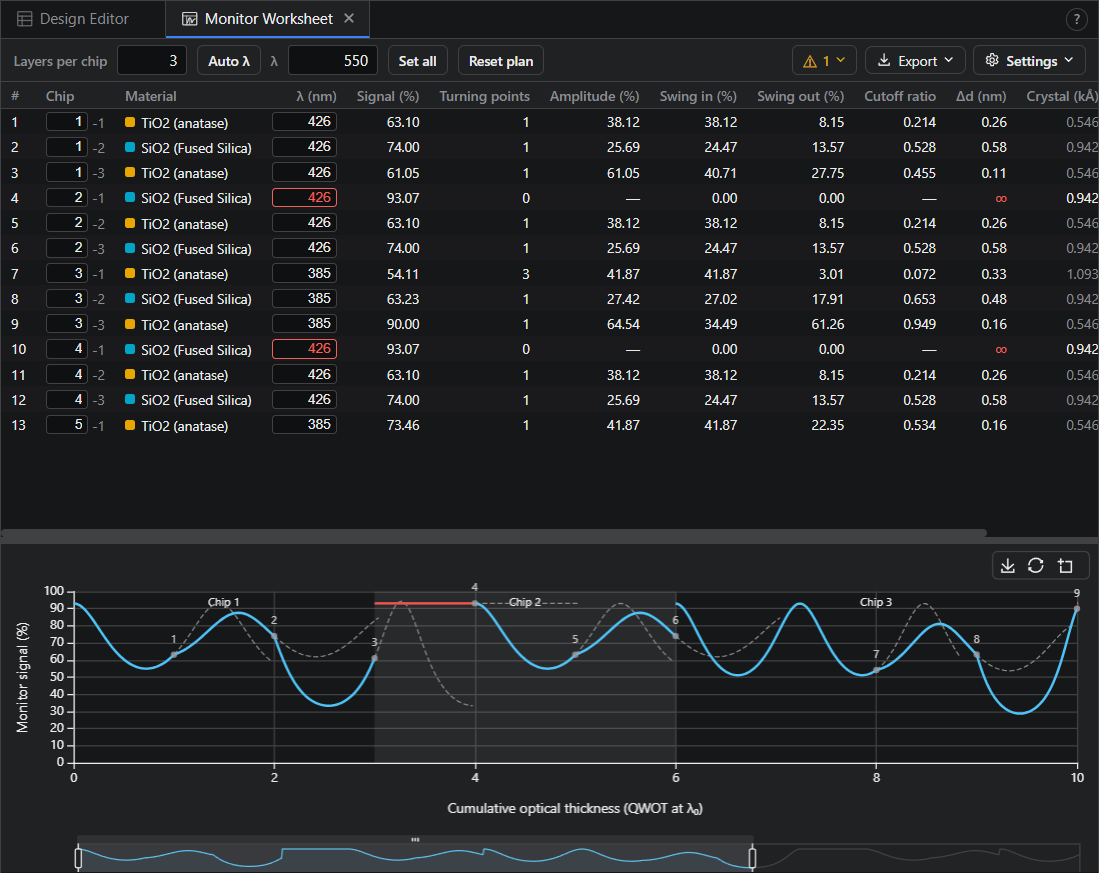 Design Editor Monitor Worksheet ✕ ?
Layers per chip 3 Auto λ λ 550 Set all Reset plan 1 Export Settings
# Chip Material λ (nm) Signal (%) Turning points Amplitude (%) Swing in (%) Swing out (%) Cutoff ratio Δd (nm) Crystal (kÅ)
1 1 -1 TiO2 (anatase) 426 63.10 1 38.12 38.12 8.15 0.214 0.26 0.546
2 1 -2 SiO2 (Fused Silica) 426 74.00 1 25.69 24.47 13.57 0.528 0.58 0.942
3 1 -3 TiO2 (anatase) 426 61.05 1 61.05 40.71 27.75 0.455 0.11 0.546
4 2 -1 SiO2 (Fused Silica) 426 93.07 0 — 0.00 0.00 — ∞ 0.942
5 2 -2 TiO2 (anatase) 426 63.10 1 38.12 38.12 8.15 0.214 0.26 0.546
6 2 -3 SiO2 (Fused Silica) 426 74.00 1 25.69 24.47 13.57 0.528 0.58 0.942
7 3 -1 TiO2 (anatase) 385 54.11 3 41.87 41.87 3.01 0.072 0.33 1.093
8 3 -2 SiO2 (Fused Silica) 385 63.23 1 27.42 27.02 17.91 0.653 0.48 0.942
9 3 -3 TiO2 (anatase) 385 90.00 1 64.54 34.49 61.26 0.949 0.16 0.546
10 4 -1 SiO2 (Fused Silica) 426 93.07 0 — 0.00 0.00 — ∞ 0.942
11 4 -2 TiO2 (anatase) 426 63.10 1 38.12 38.12 8.15 0.214 0.26 0.546
12 4 -3 SiO2 (Fused Silica) 426 74.00 1 25.69 24.47 13.57 0.528 0.58 0.942
13 5 -1 TiO2 (anatase) 385 73.46 1 41.87 41.87 22.35 0.534 0.16 0.546
Monitor signal (%)
100
90
80
70
60
50
40
30
20
10
0
Chip 1 Chip 2 Chip 3
1 2 3 4 5 6 7 8 9
0 2 4 6 8 10
Cumulative optical thickness (QWOT at λ₀)